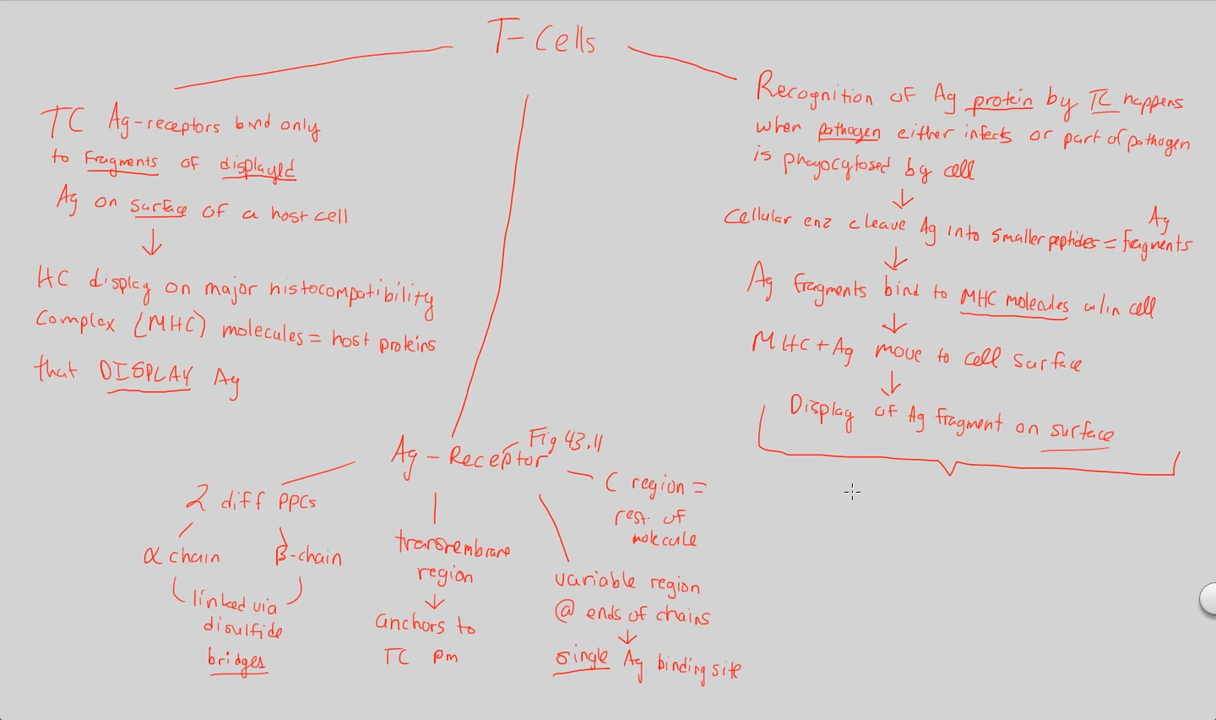 T-Cells
TC Ag-receptors bind only
to fragments of displayed
Ag on surface of a host cell
↓
HC display on major histocompatibility
Complex (MHC) molecules = host proteins
that DISPLAY Ag
Recognition of Ag protein by TC happens
when pathogen either infects or part of pathogen
is phagocytosed by cell
↓
Cellular enz cleave Ag into smaller peptides = Ag fragments
↓
Ag fragments bind to MHC molecules w/in cell
↓
MHC + Ag move to cell surface
↓
Display of Ag fragment on surface
Ag-Receptor
Fig 43.11
2 diff PPCs
α chain
β-chain
linked via
disulfide
bridges
transmembrane
region
↓
anchors to
TC pm
variable region
@ ends of chains
↓
single Ag binding site
C region =
rest of
molecule